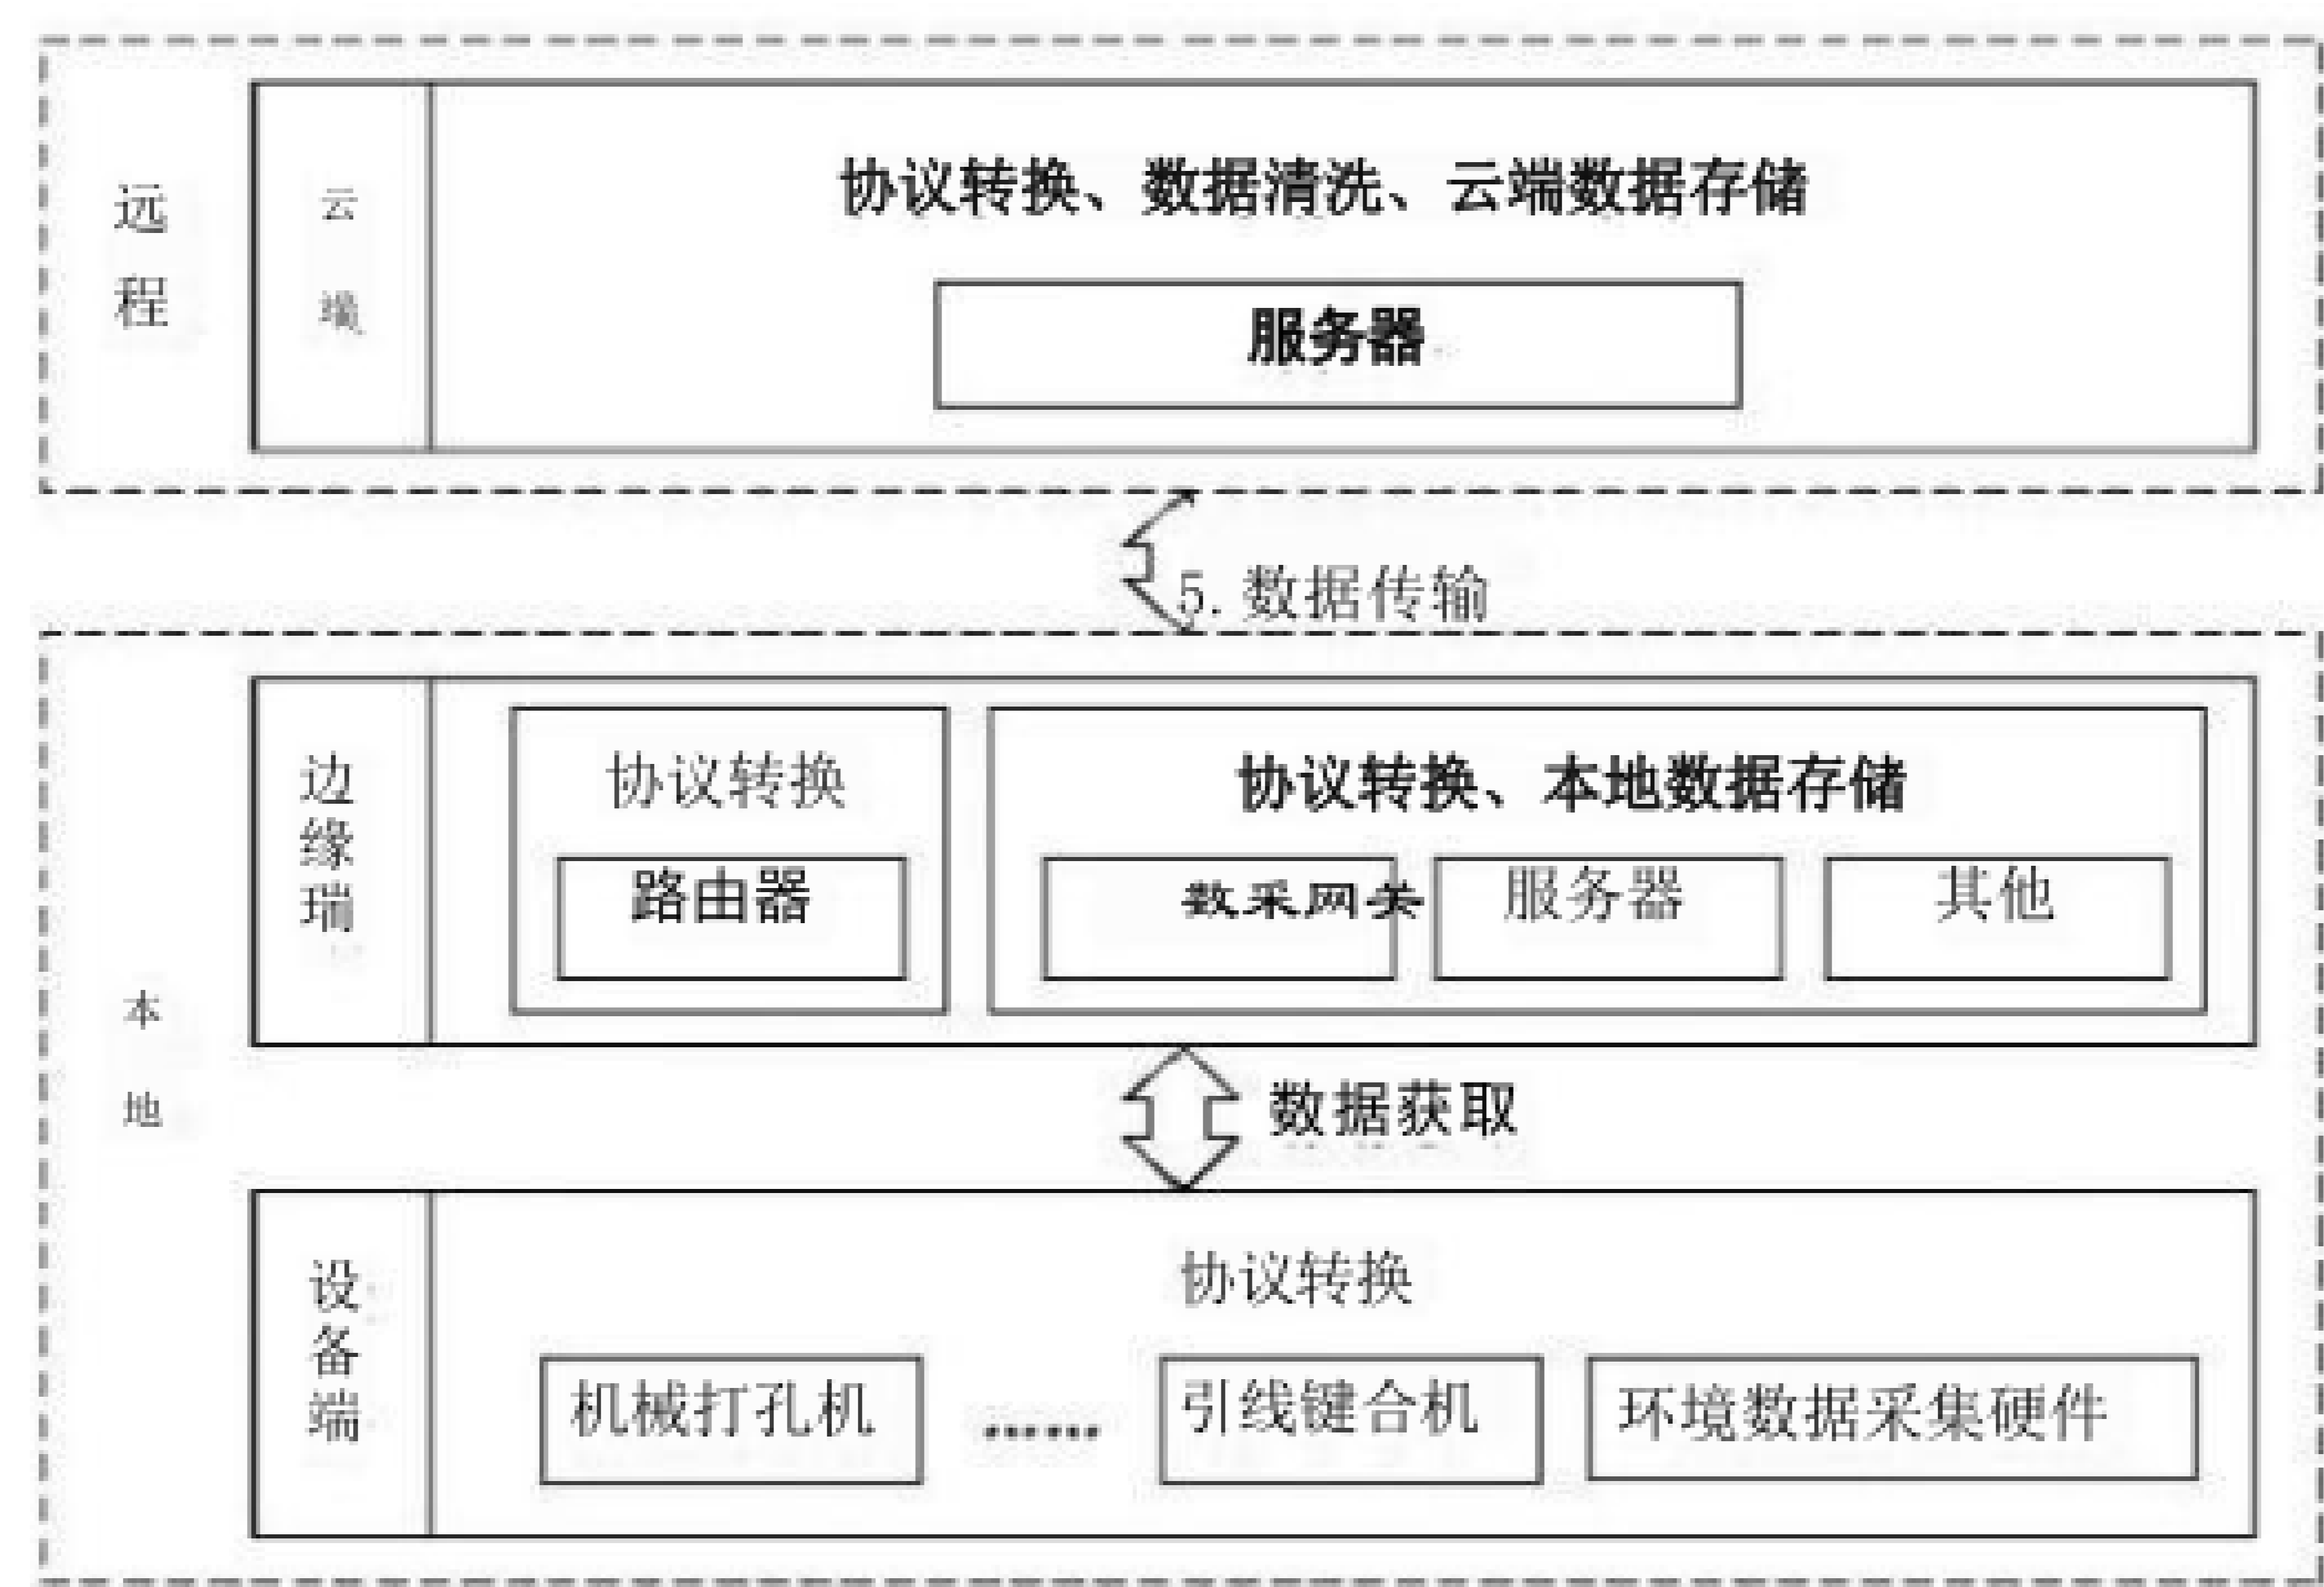 远程
云端
协议转换、数据清洗、云端数据存储
服务器
5. 数据传输
本地
边缘瑞
协议转换
路由器
协议转换、本地数据存储
数采网关
服务器
其他
数据获取
设备端
协议转换
机械打孔机
……
引线键合机
环境数据采集硬件